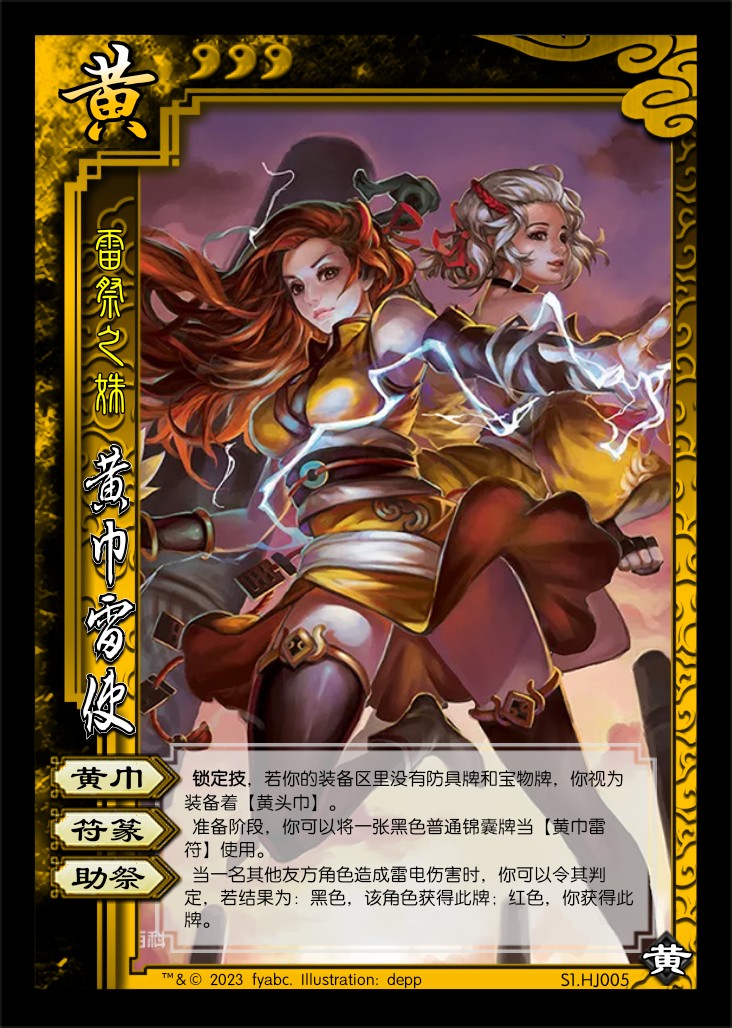 黄
雷祭之姝
黄巾雷使
黄巾
锁定技，若你的装备区里没有防具牌和宝物牌，你视为
装备着【黄头巾】。
符篆
准备阶段，你可以将一张黑色普通锦囊牌当【黄巾雷
符】使用。
助祭
当一名其他友方角色造成雷电伤害时，你可以令其判
定，若结果为：黑色，该角色获得此牌；红色，你获得此
牌。
百科
™&© 2023 fyabc. Illustration: depp
S1.HJ005
黄